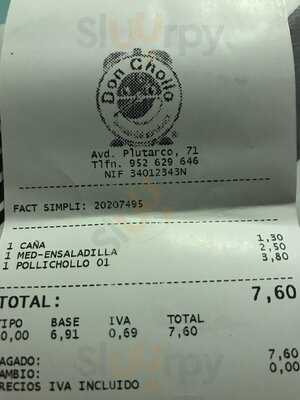 Sluurpy
Don Chollo
Avd. Plutarco, 71
Tlfn. 952 629 646
NIF 34012343N
FACT SIMPLI: 20207495
1 CAÑA 1,30
1 MED-ENSALADILLA 2,50
1 POLLICHOLLO 01 3,80
TOTAL: 7,60
TIPO BASE IVA TOTAL
0,00 6,91 0,69 7,60
AGADO: 7,60
AMBIO: 0,00
RECIOS IVA INCLUIDO